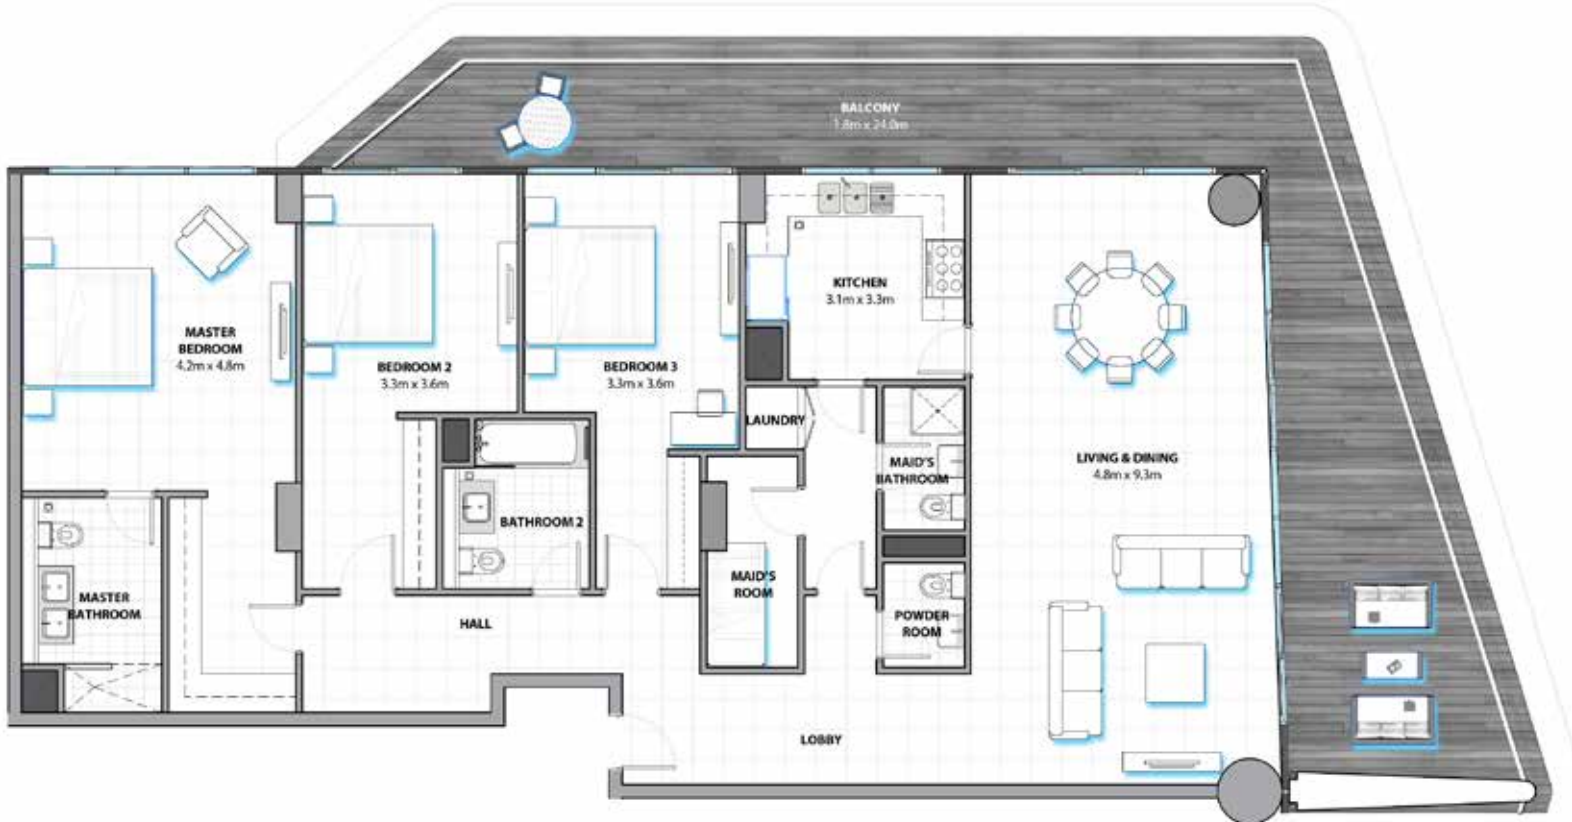 BALCONY
1.8m x 24.0m
MASTER
BEDROOM
4.2m x 4.8m
BEDROOM 2
3.3m x 3.6m
BEDROOM 3
3.3m x 3.6m
KITCHEN
3.1m x 3.3m
LAUNDRY
MAID'S
BATHROOM
LIVING & DINING
4.8m x 9.3m
BATHROOM 2
MAID'S
ROOM
MASTER
BATHROOM
HALL
POWDER
ROOM
LOBBY